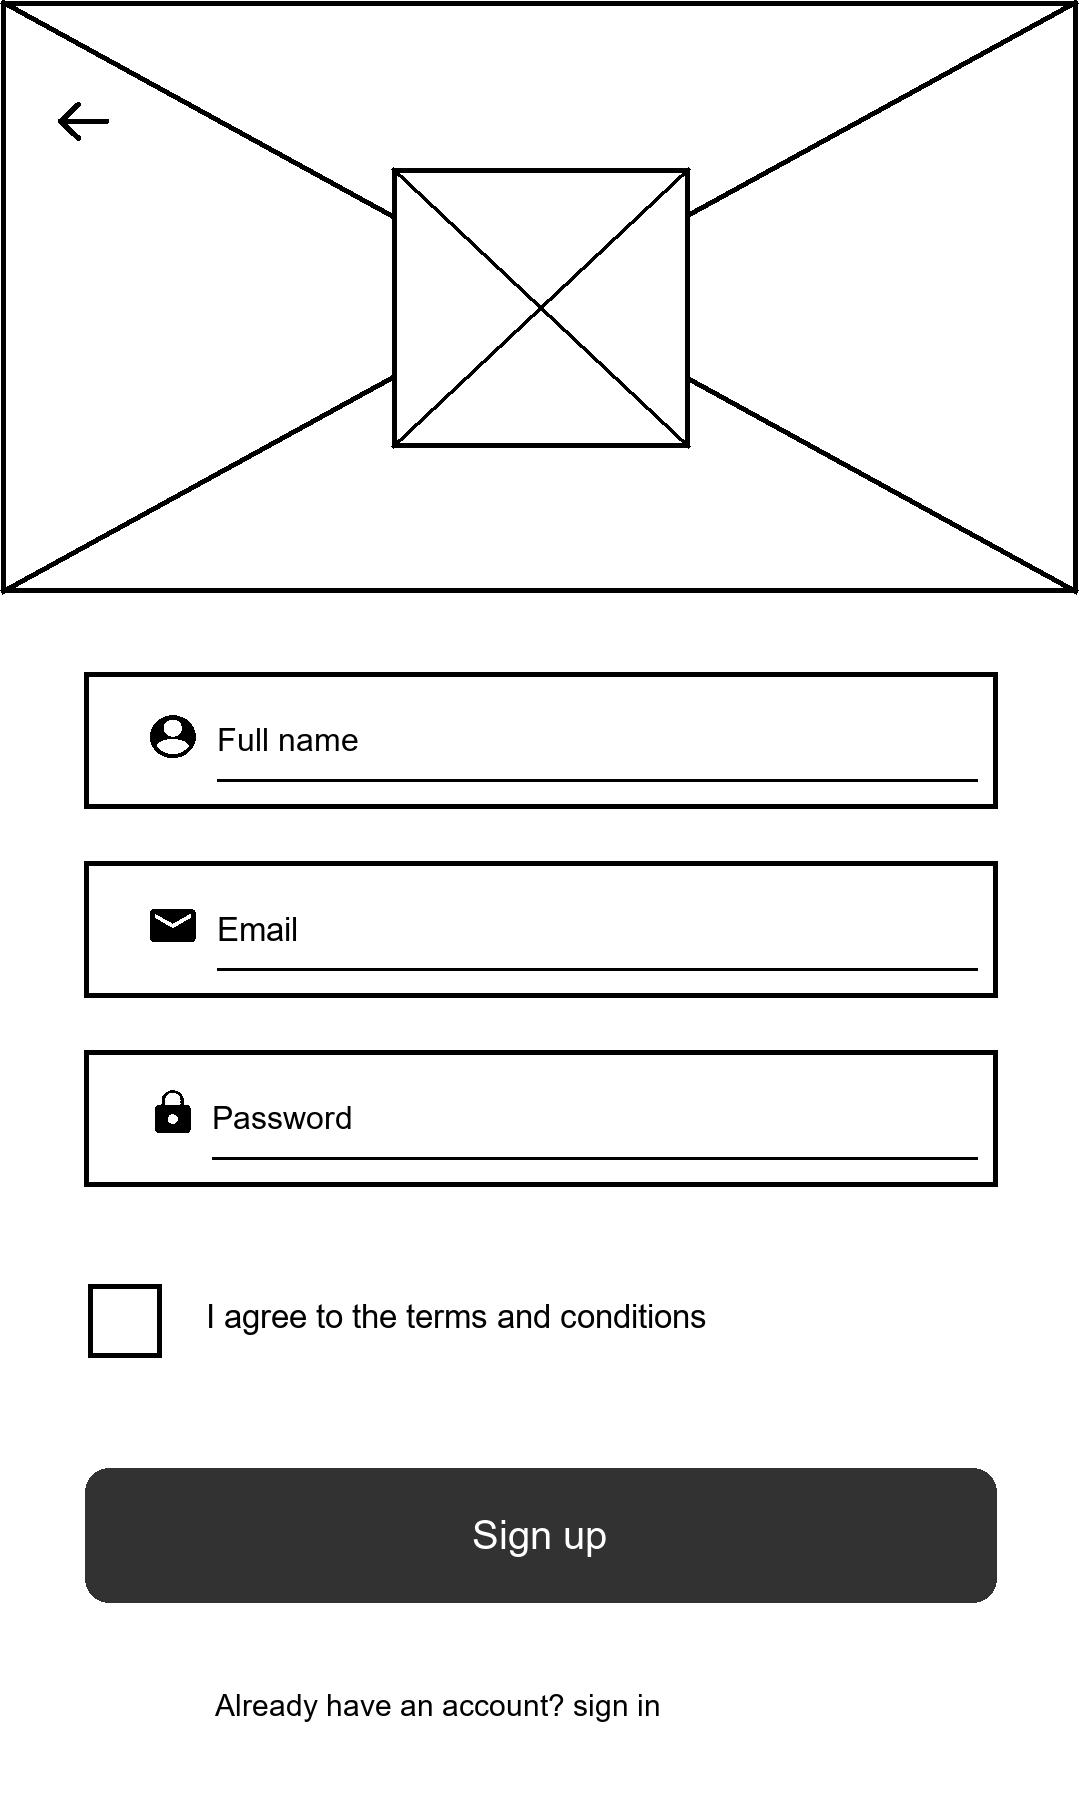 Full name
Email
Password
I agree to the terms and conditions
Sign up
Already have an account? sign in